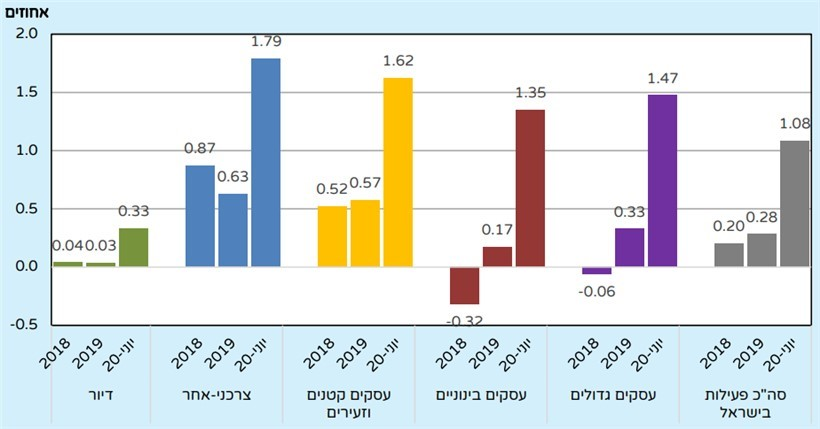 אחוזים
2.0
1.5
1.0
0.5
0.0
-0.5
0.04 0.03 0.33
0.87 0.63 1.79
0.52 0.57 1.62
-0.32 0.17 1.35
-0.06 0.33 1.47
0.20 0.28 1.08
2018 2019 יוני-20
2018 2019 יוני-20
2018 2019 יוני-20
2018 2019 יוני-20
2018 2019 יוני-20
2018 2019 יוני-20
דיור
צרכני-אחר
עסקים קטנים
וזעירים
עסקים בינוניים
עסקים גדולים
סה"כ פעילות
בישראל